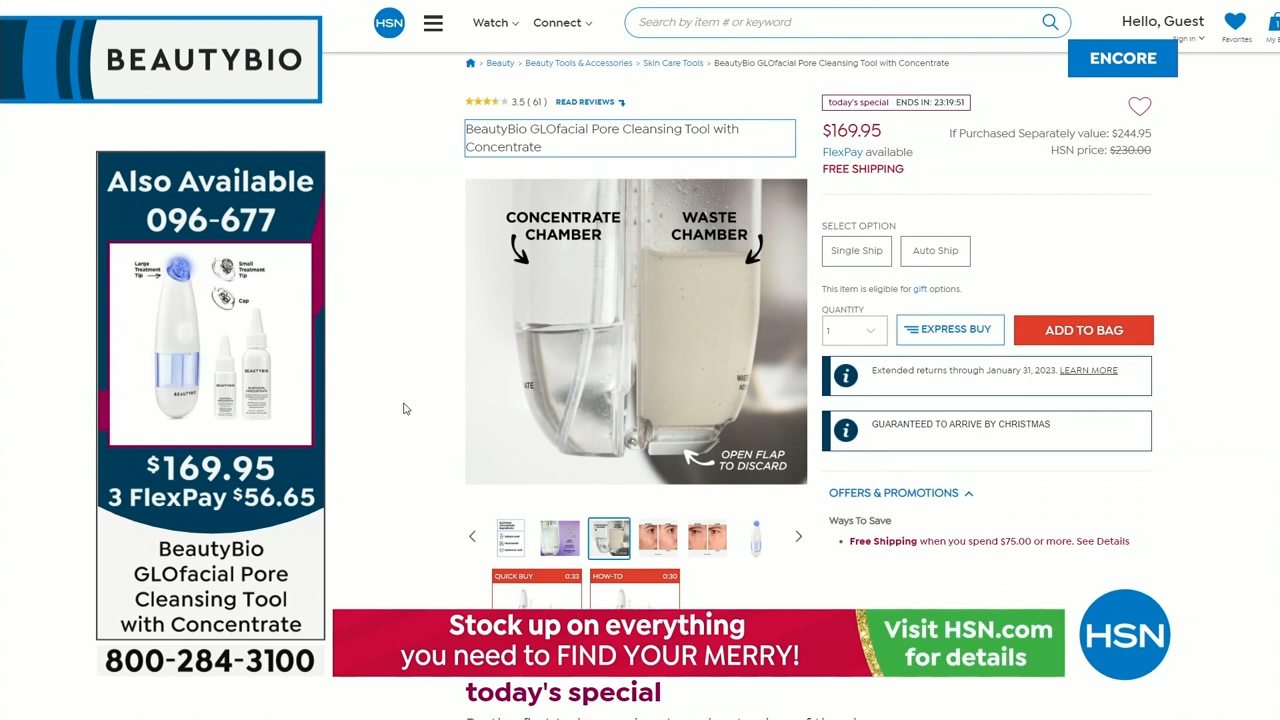 BEAUTYBIO
Also Available
096-677
Large
Treatment
Tip
Small
Treatment
Tip
Cap
BEAUTYBIO
BEAUTYBIO
BEAUTYBIO
$169.95
3 FlexPay $56.65
BeautyBio
GLOfacial Pore
Cleansing Tool
with Concentrate
800-284-3100
HSN
Watch
Connect
Search by item # or keyword
Hello, Guest
Sign In
Favorites
My B
ENCORE
> Beauty > Beauty Tools & Accessories > Skin Care Tools > BeautyBio GLOfacial Pore Cleansing Tool with Concentrate
3.5 ( 61 ) READ REVIEWS
BeautyBio GLOfacial Pore Cleansing Tool with
Concentrate
CONCENTRATE
CHAMBER
WASTE
CHAMBER
OPEN FLAP
TO DISCARD
today's special ENDS IN: 23:19:51
$169.95
If Purchased Separately value: $244.95
FlexPay available
HSN price: $230.00
FREE SHIPPING
SELECT OPTION
Single Ship
Auto Ship
This item is eligible for gift options.
QUANTITY
1
EXPRESS BUY
ADD TO BAG
Extended returns through January 31, 2023. LEARN MORE
GUARANTEED TO ARRIVE BY CHRISTMAS
OFFERS & PROMOTIONS
Ways To Save
• Free Shipping when you spend $75.00 or more. See Details
QUICK BUY 0:33
HOW-TO 0:30
Stock up on everything
you need to FIND YOUR MERRY!
Visit HSN.com
for details
HSN
today's special